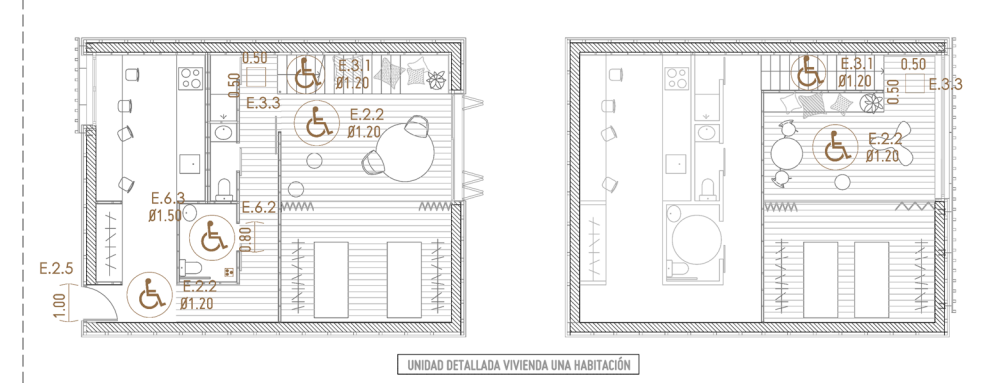 0.50
E.3.1
Ø1.20
0.50
E.3.3
E.2.2
Ø1.20
E.6.3
Ø1.50
E.6.2
0.80
E.2.5
1.00
E.2.2
Ø1.20
E.3.1
Ø1.20
0.50
0.50
E.3.3
E.2.2
Ø1.20
UNIDAD DETALLADA VIVIENDA UNA HABITACIÓN